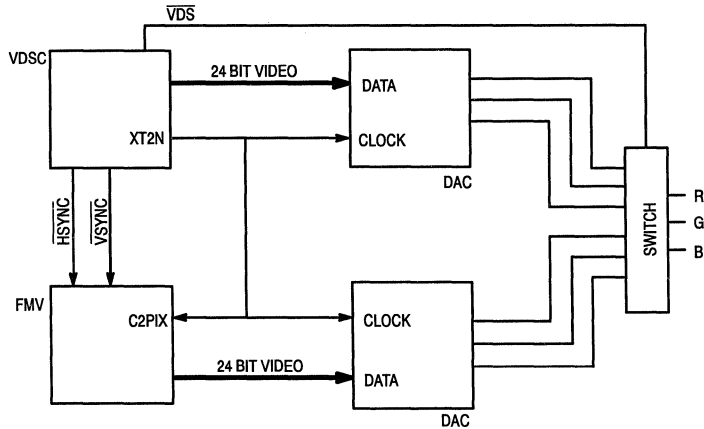 VDS
VDSC
24 BIT VIDEO
DATA
XT2N
CLOCK
DAC
HSYNC
VSYNC
SWITCH
R
G
B
FMV
C2PIX
CLOCK
24 BIT VIDEO
DATA
DAC